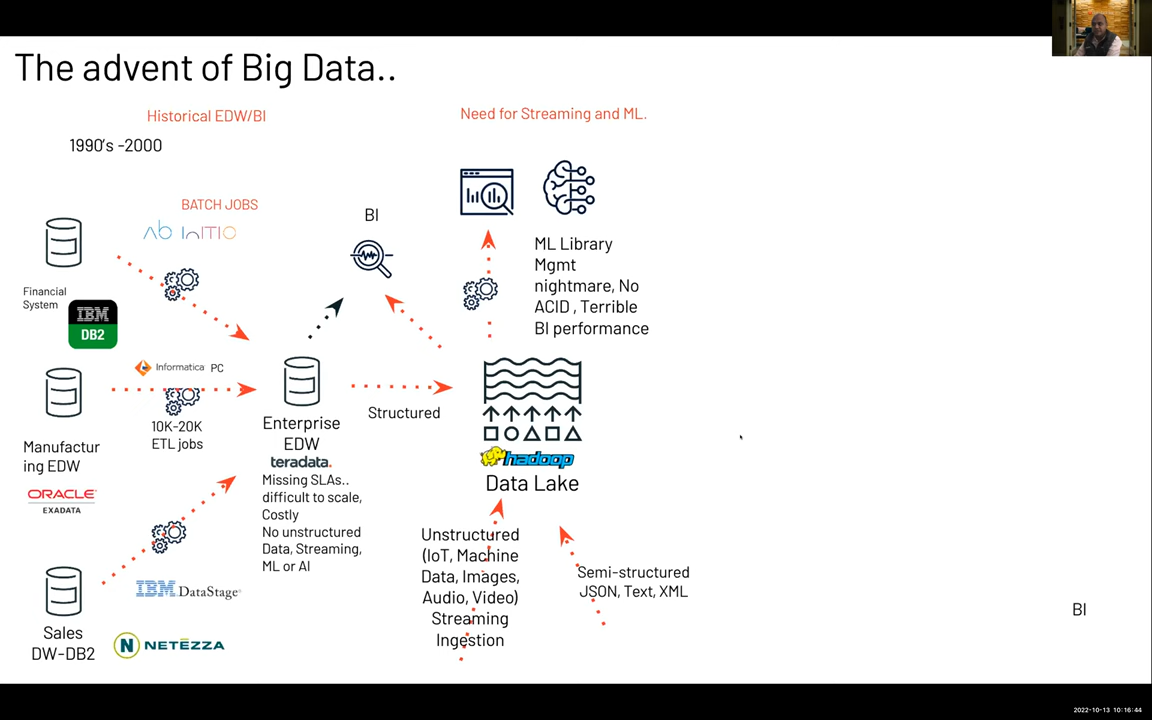 The advent of Big Data..
Historical EDW/BI
Need for Streaming and ML.
1990's -2000
BATCH JOBS
Ab InITIO
BI
Financial
System
IBM
DB2
ML Library
Mgmt
nightmare, No
ACID , Terrible
BI performance
Informatica PC
10K-20K
ETL jobs
Manufactur
ing EDW
ORACLE
EXADATA
Enterprise
EDW
teradata.
Missing SLAs..
difficult to scale,
Costly
No unstructured
Data, Streaming,
ML or AI
Structured
hadoop
Data Lake
Unstructured
(IoT, Machine
Data, Images,
Audio, Video)
Streaming
Ingestion
Semi-structured
JSON, Text, XML
IBM DataStage
Sales
DW-DB2
N NETEZZA
BI
2022-10-13 10:16:44